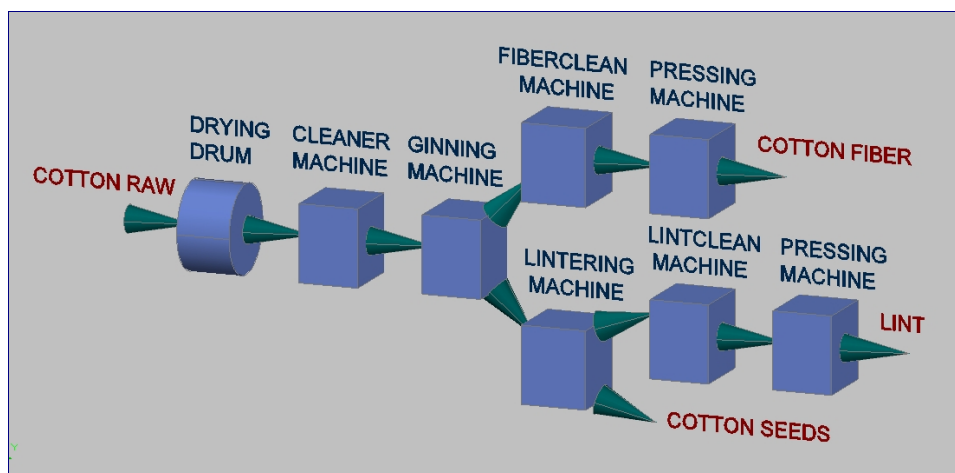 COTTON RAW
DRYING
DRUM
CLEANER
MACHINE
GINNING
MACHINE
FIBERCLEAN
MACHINE
PRESSING
MACHINE
COTTON FIBER
LINTERING
MACHINE
LINTCLEAN
MACHINE
PRESSING
MACHINE
LINT
COTTON SEEDS
Y